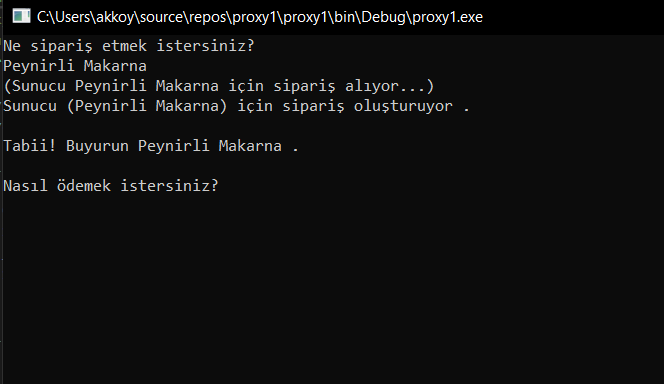 C:\Users\akkoy\source\repos\proxy1\proxy1\bin\Debug\proxy1.exe
Ne sipariş etmek istersiniz?
Peynirli Makarna
(Sunucu Peynirli Makarna için sipariş alıyor...)
Sunucu (Peynirli Makarna) için sipariş oluşturuyor .
Tabii! Buyurun Peynirli Makarna .
Nasıl ödemek istersiniz?